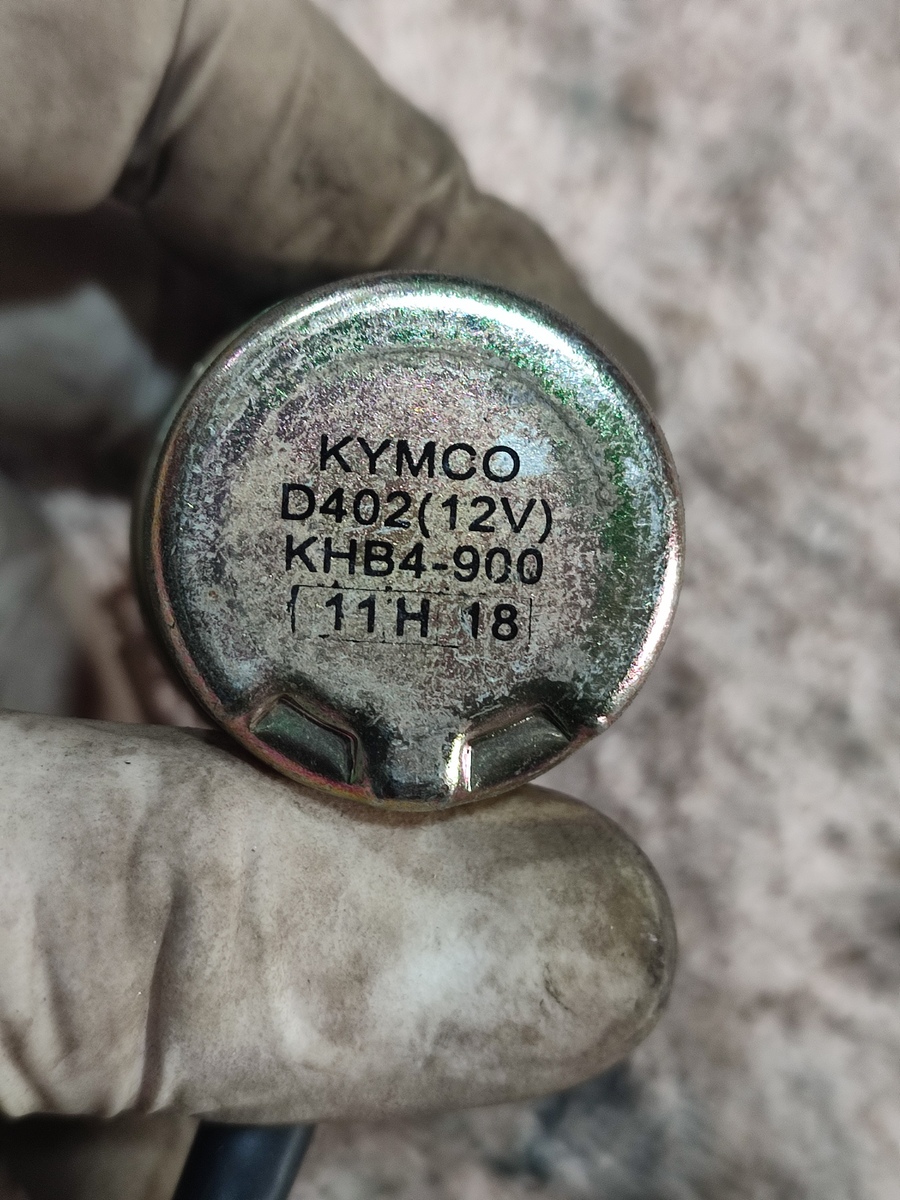 KYMCO
D402(12V)
KHB4-900
11 H 18